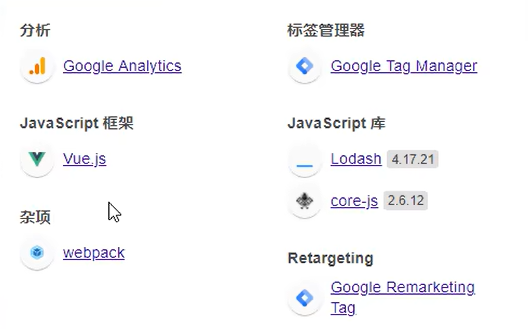 分析
Google Analytics
JavaScript 框架
Vue.js
杂项
webpack
标签管理器
Google Tag Manager
JavaScript 库
Lodash 4.17.21
core-js 2.6.12
Retargeting
Google Remarketing
Tag